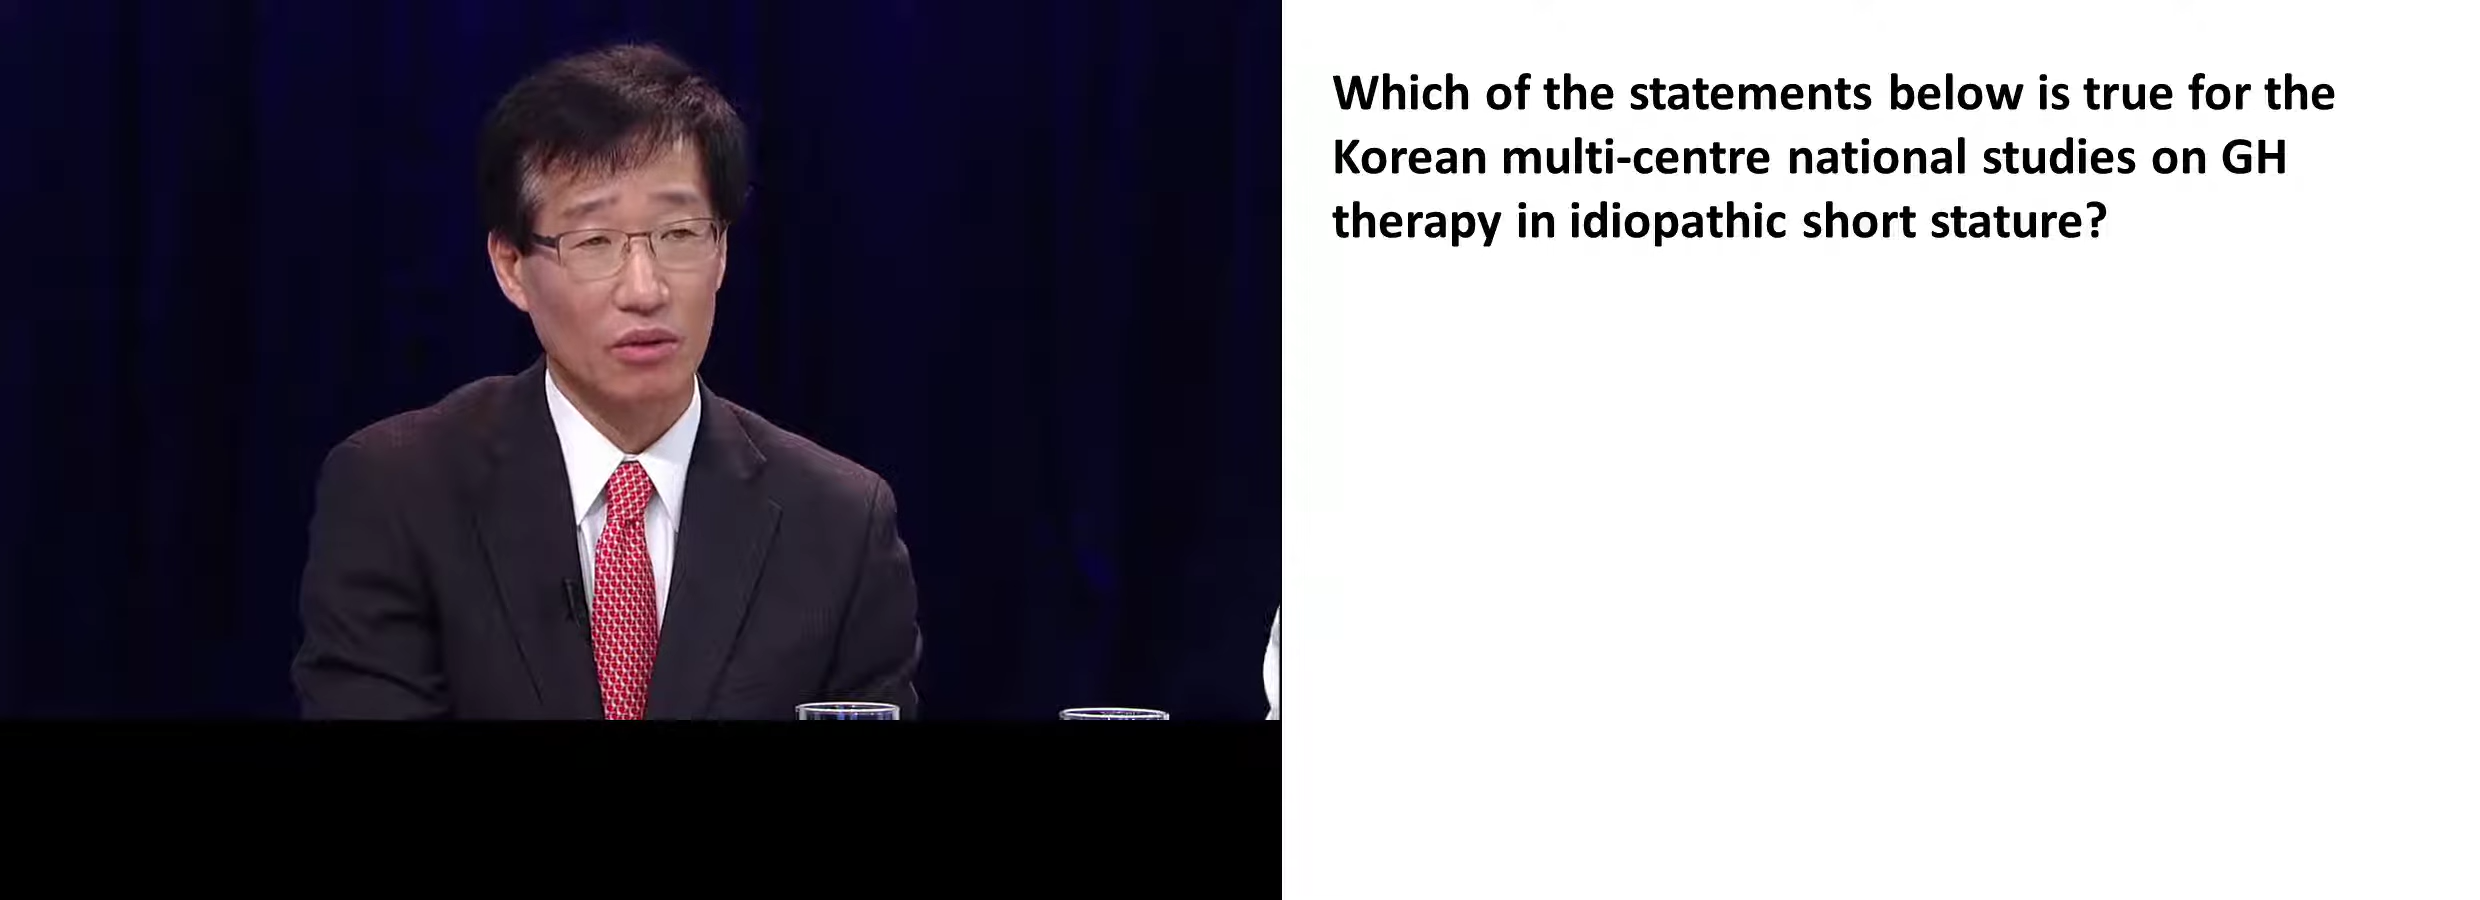 Which of the statements below is true for the
Korean multi-centre national studies on GH
therapy in idiopathic short stature?